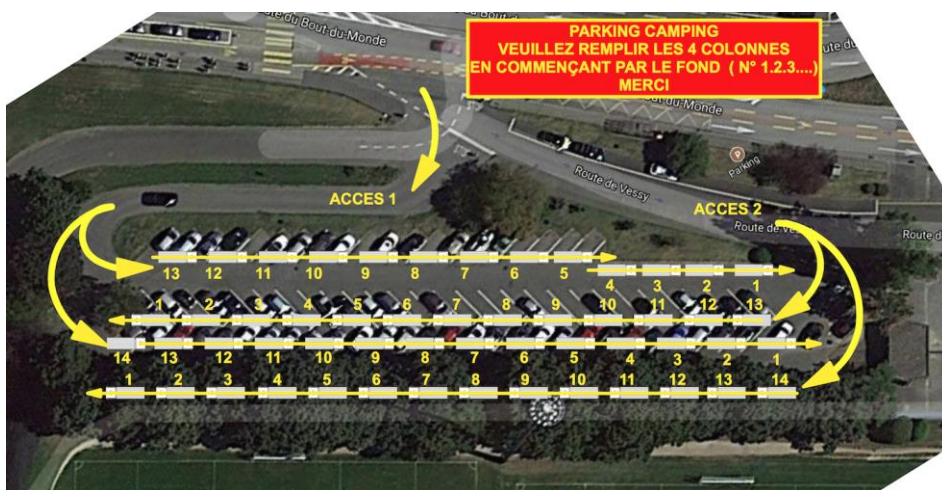 PARKING CAMPING
VEUILLEZ REMPLIR LES 4 COLONNES
EN COMMENÇANT PAR LE FOND ( N° 1.2.3....)
MERCI
Route du Bout-du-Monde
Bout-du-Monde
Parking
Route de Vessy
ACCES 1
ACCES 2
Route de Ve
Route d
13 12 11 10 9 8 7 6 5
4 3 2 1
1 2 3 4 5 6 7 8 9 10 11 12 13
14 13 12 11 10 9 8 7 6 5 4 3 2 1
1 2 3 4 5 6 7 8 9 10 11 12 13 14